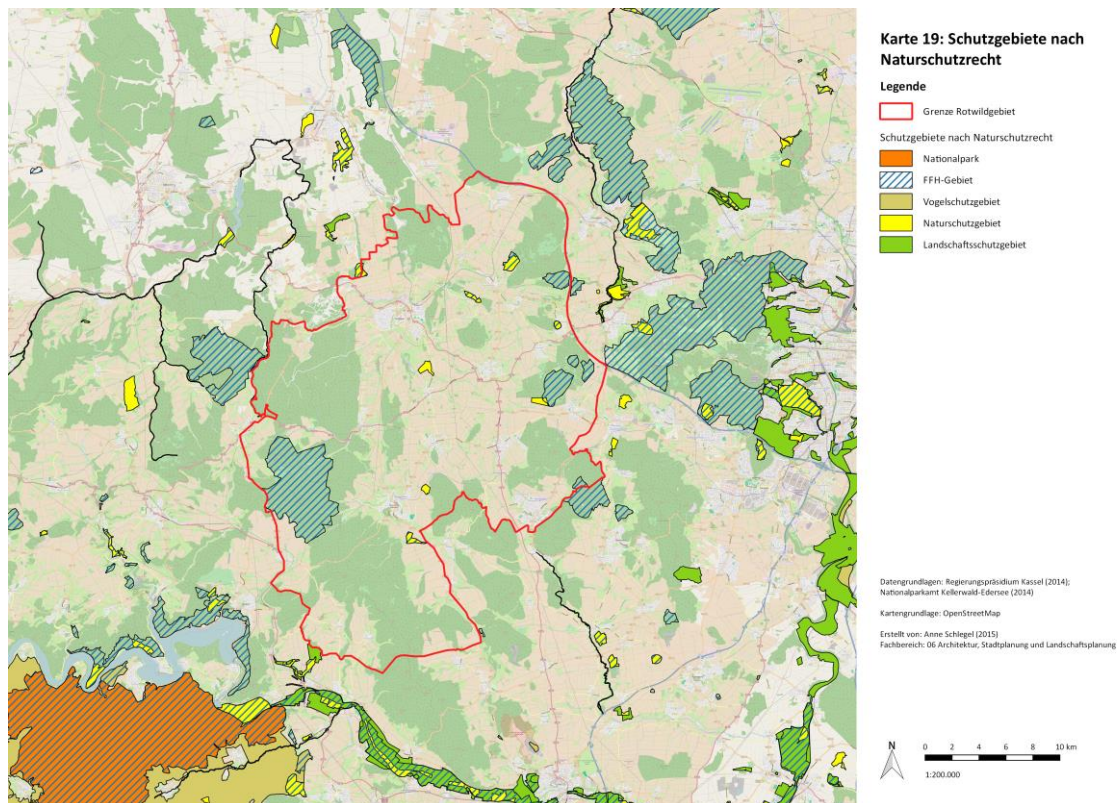 Karte 19: Schutzgebiete nach
Naturschutzrecht
Legende
Grenze Rotwildgebiet
Schutzgebiete nach Naturschutzrecht
Nationalpark
FFH-Gebiet
Vogelschutzgebiet
Naturschutzgebiet
Landschaftsschutzgebiet
Datengrundlagen: Regierungspräsidium Kassel (2014);
Nationalparkamt Kellerwald-Edersee (2014)
Kartengrundlage: OpenStreetMap
Erstellt von: Anne Schlegel (2015)
Fachbereich: 06 Architektur, Stadtplanung und Landschaftsplanung
N
0 2 4 6 8 10 km
1:200.000